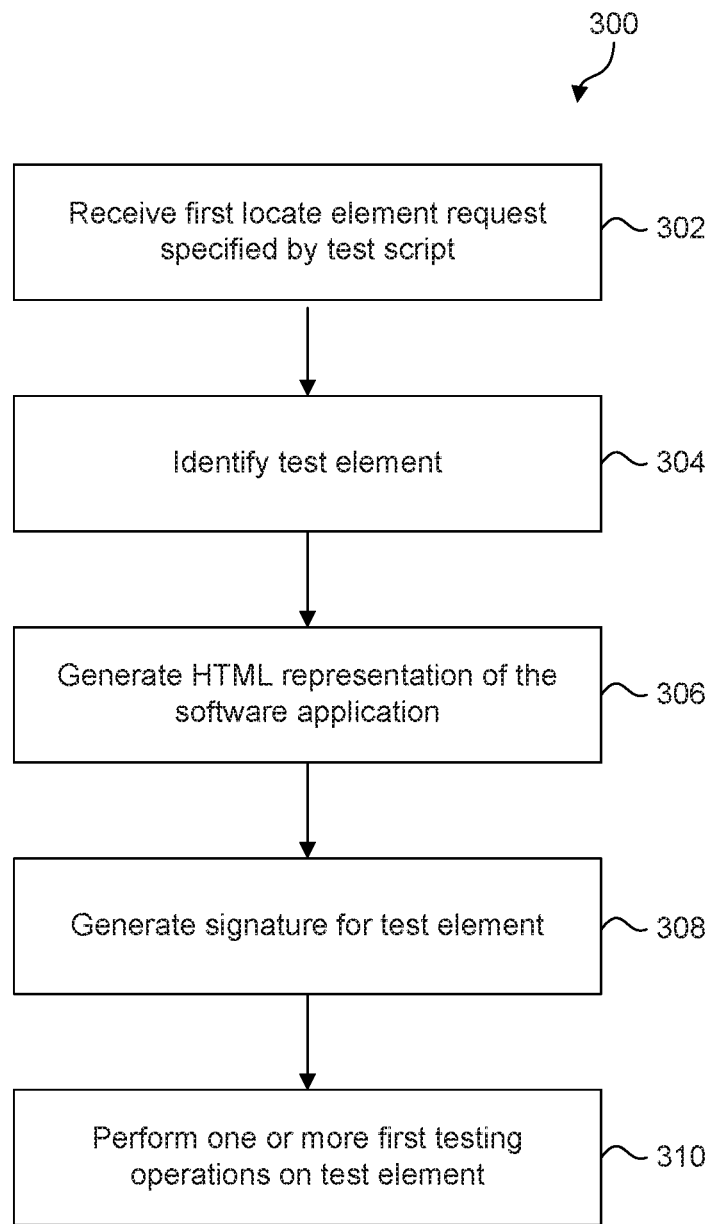 300
Receive first locate element request
specified by test script
302
Identify test element
304
Generate HTML representation of the
software application
306
Generate signature for test element
308
Perform one or more first testing
operations on test element
310